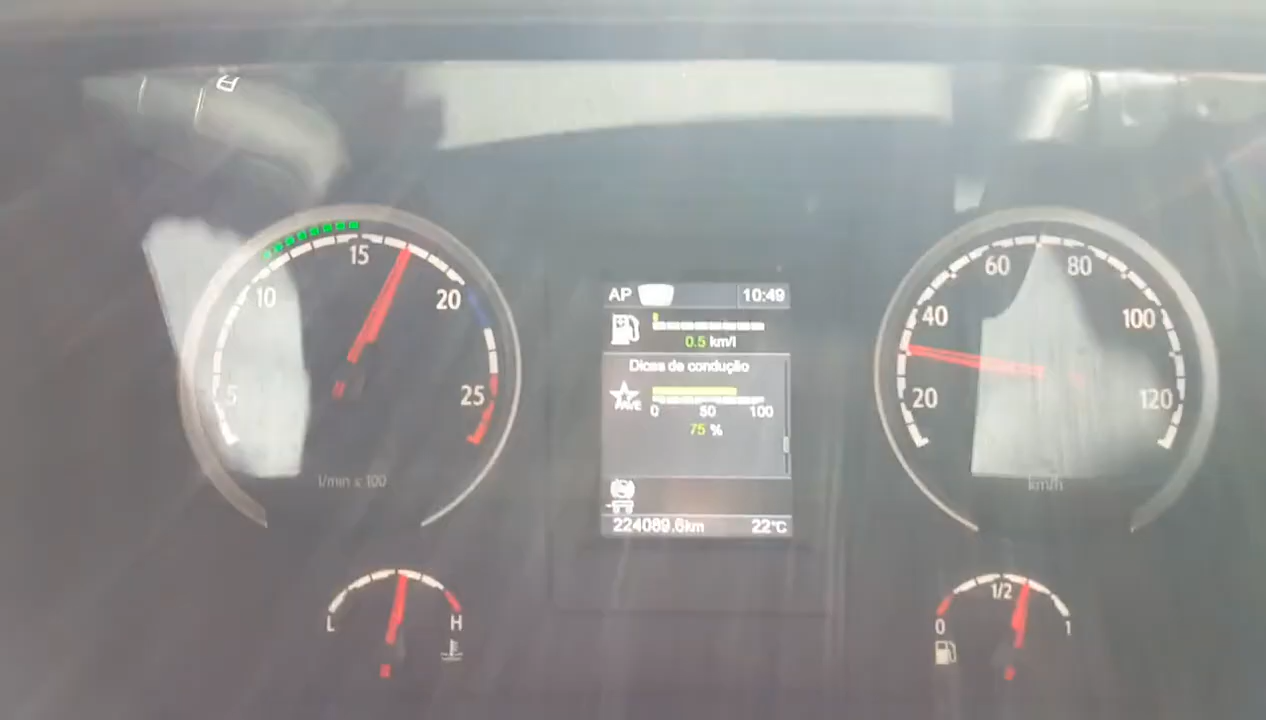 15
10
20
5
25
l/min x 100
L
H
AP
10:49
0.5 km/l
Dicas de condução
0 50 100
75 %
224089.6km 22°C
60
80
40
100
20
120
km/h
1/2
0
1